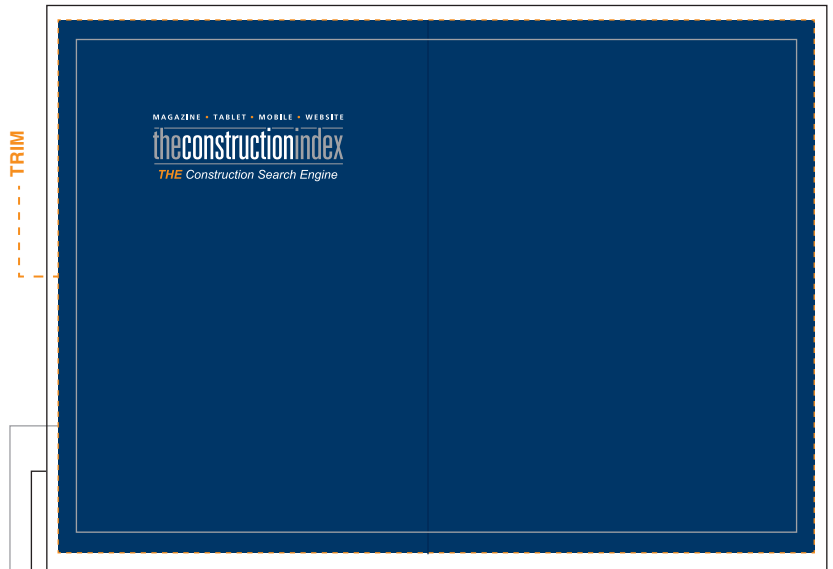 TRIM
MAGAZINE • TABLET • MOBILE • WEBSITE
theconstructionindex
THE Construction Search Engine